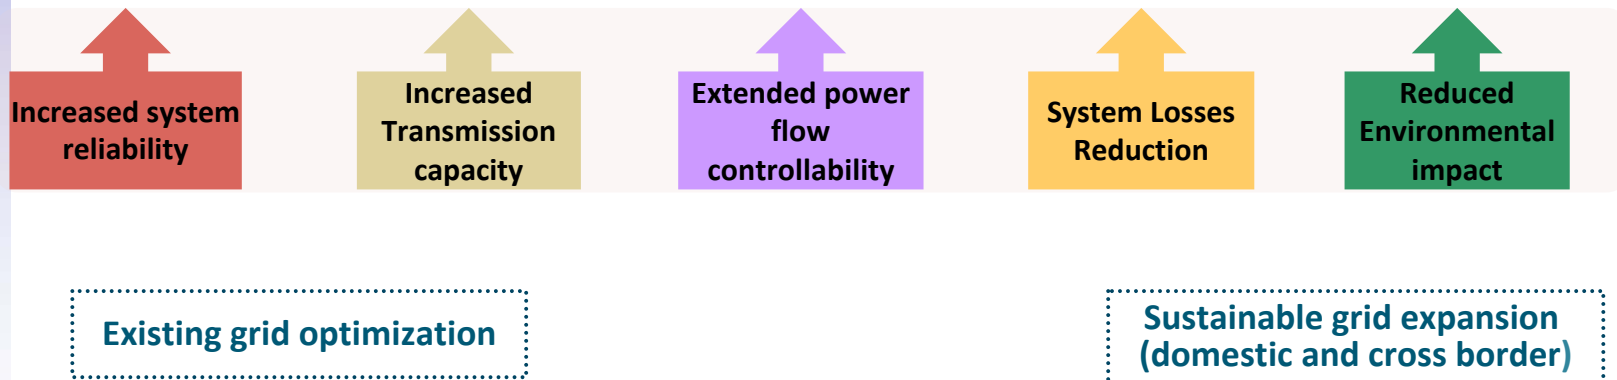 Increased system
reliability
Increased
Transmission
capacity
Extended power
flow
controllability
System Losses
Reduction
Reduced
Environmental
impact
Existing grid optimization
Sustainable grid expansion
(domestic and cross border)